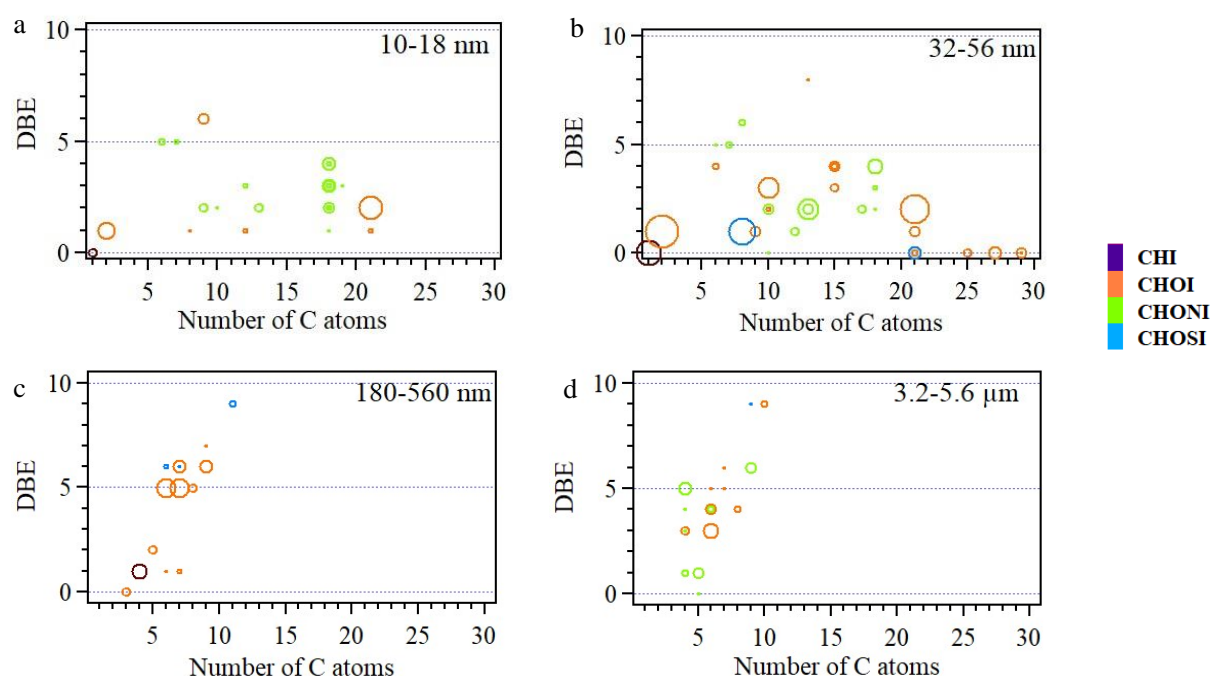 a
10-18 nm
10
5
0
DBE
5 10 15 20 25 30
Number of C atoms
b
32-56 nm
10
5
0
DBE
5 10 15 20 25 30
Number of C atoms
CHI
CHOI
CHONI
CHOSI
c
180-560 nm
10
5
0
DBE
5 10 15 20 25 30
Number of C atoms
d
3.2-5.6 µm
10
5
0
DBE
5 10 15 20 25 30
Number of C atoms